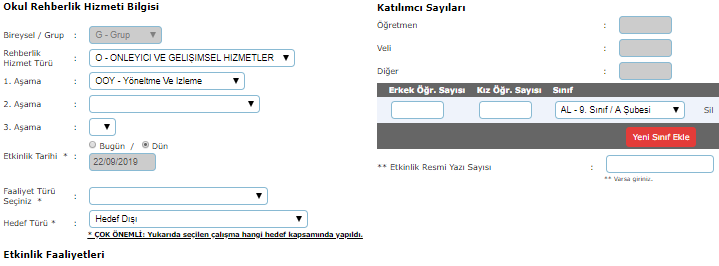 Okul Rehberlik Hizmeti Bilgisi
Bireysel / Grup : G - Grup
Rehberlik Hizmet Türü : O - ONLEYICI VE GELIŞIMSEL HIZMETLER
1. Aşama : OOY - Yöneltme Ve Izleme
2. Aşama :
3. Aşama :
Etkinlik Tarihi * : Bugün / Dün
22/09/2019
Faaliyet Türü Seçiniz * :
Hedef Türü * : Hedef Dışı
* ÇOK ÖNEMLİ: Yukarıda seçilen çalışma hangi hedef kapsamında yapıldı.
Etkinlik Faaliyetleri
Katılımcı Sayıları
Öğretmen :
Veli :
Diğer :
Erkek Öğr. Sayısı Kız Öğr. Sayısı Sınıf
AL - 9. Sınıf / A Şubesi Sil
Yeni Sınıf Ekle
** Etkinlik Resmi Yazı Sayısı :
** Varsa giriniz.